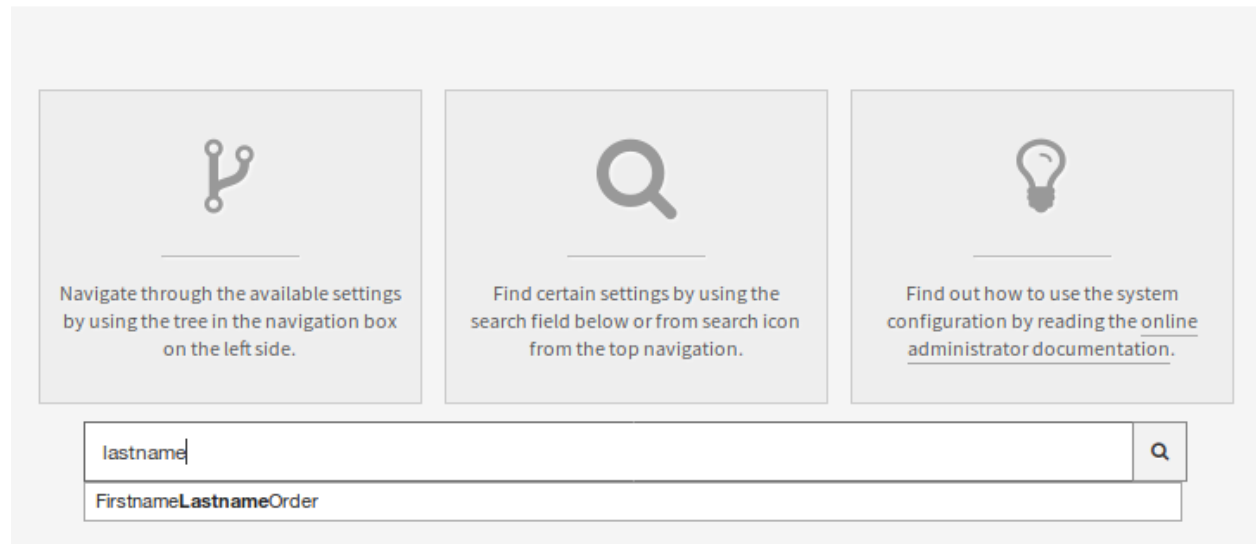 Navigate through the available settings
by using the tree in the navigation box
on the left side.
Find certain settings by using the
search field below or from search icon
from the top navigation.
Find out how to use the system
configuration by reading the online
administrator documentation.
lastname
FirstnameLastnameOrder